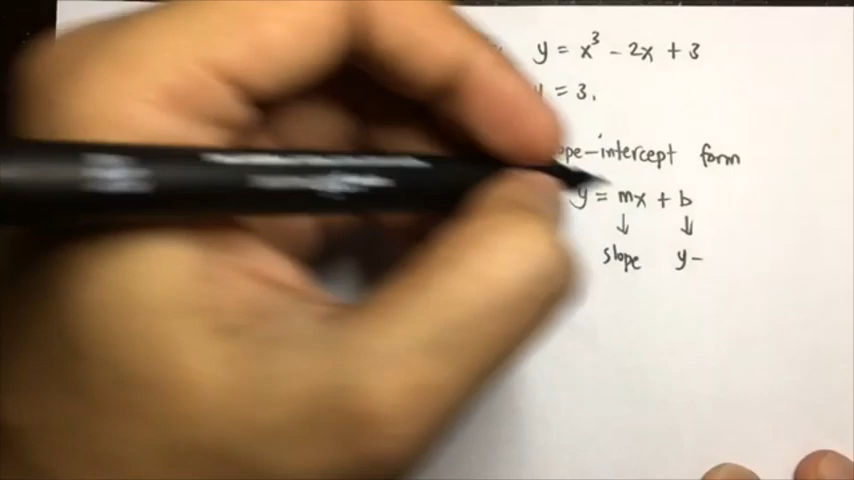 y = x³ - 2x + 3
= 3.
-intercept form
y = mx + b
↓ ↓
slope y-